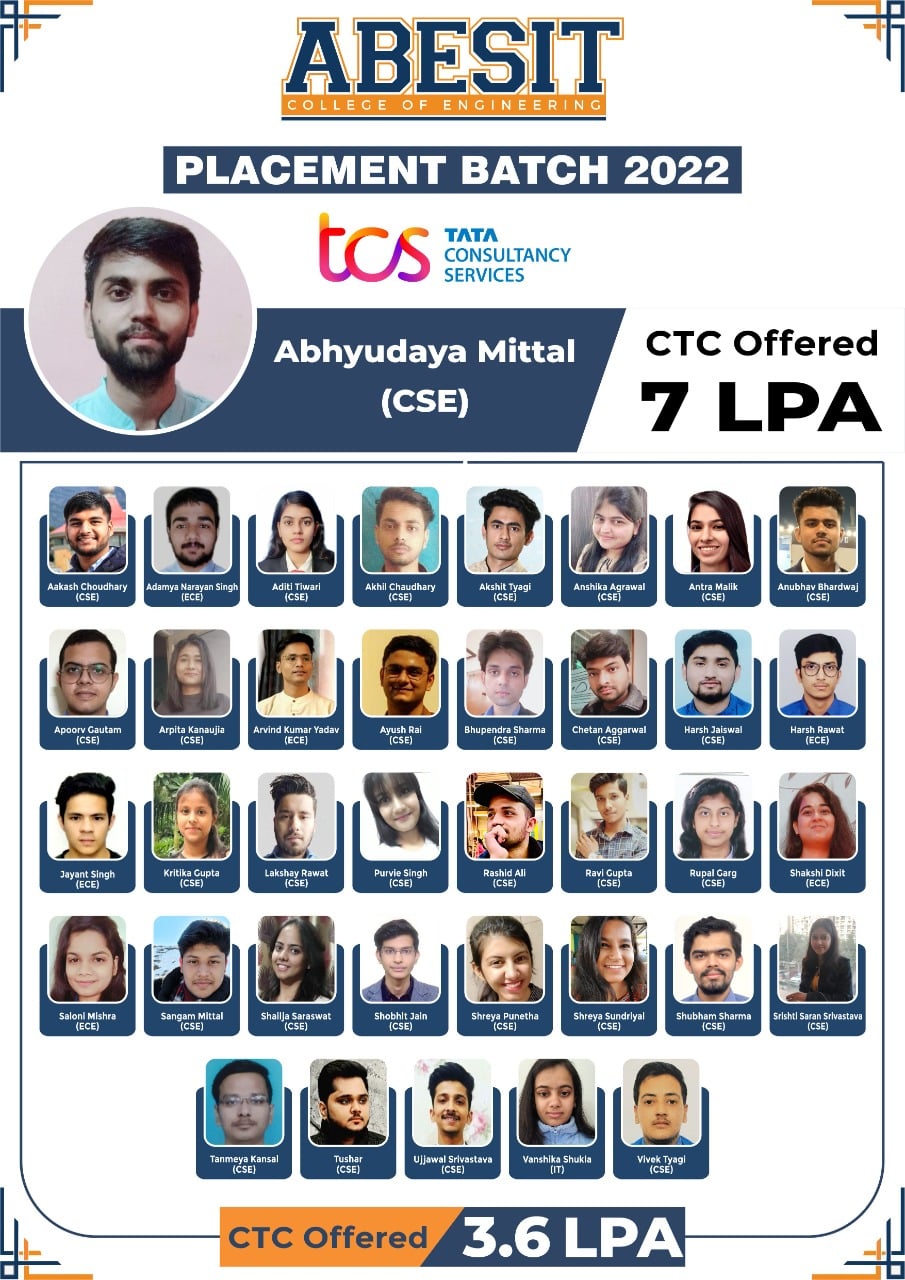 ABESIT
COLLEGE OF ENGINEERING
PLACEMENT BATCH 2022
tcs TATA
CONSULTANCY
SERVICES
Abhyudaya Mittal
(CSE)
CTC Offered
7 LPA
Aakash Choudhary
(CSE)
Adamya Narayan Singh
(ECE)
Aditi Tiwari
(CSE)
Akhil Chaudhary
(CSE)
Akshit Tyagi
(CSE)
Anshika Agrawal
(CSE)
Antra Malik
(CSE)
Anubhav Bhardwaj
(CSE)
Apoorv Gautam
(CSE)
Arpita Kanaujia
(CSE)
Arvind Kumar Yadav
(ECE)
Ayush Rai
(CSE)
Bhupendra Sharma
(CSE)
Chetan Aggarwal
(CSE)
Harsh Jaiswal
(CSE)
Harsh Rawat
(ECE)
Jayant Singh
(ECE)
Kritika Gupta
(CSE)
Lakshay Rawat
(CSE)
Purvie Singh
(CSE)
Rashid Ali
(CSE)
Ravi Gupta
(CSE)
Rupal Garg
(CSE)
Shakshi Dixit
(ECE)
Saloni Mishra
(ECE)
Sangam Mittal
(CSE)
Shailja Saraswat
(CSE)
Shobhit Jain
(CSE)
Shreya Punetha
(CSE)
Shreya Sundriyal
(CSE)
Shubham Sharma
(CSE)
Srishti Saran Srivastava
(CSE)
Tanmeya Kansal
(CSE)
Tushar
(CSE)
Ujjawal Srivastava
(CSE)
Vanshika Shukla
(IT)
Vivek Tyagi
(CSE)
CTC Offered 3.6 LPA